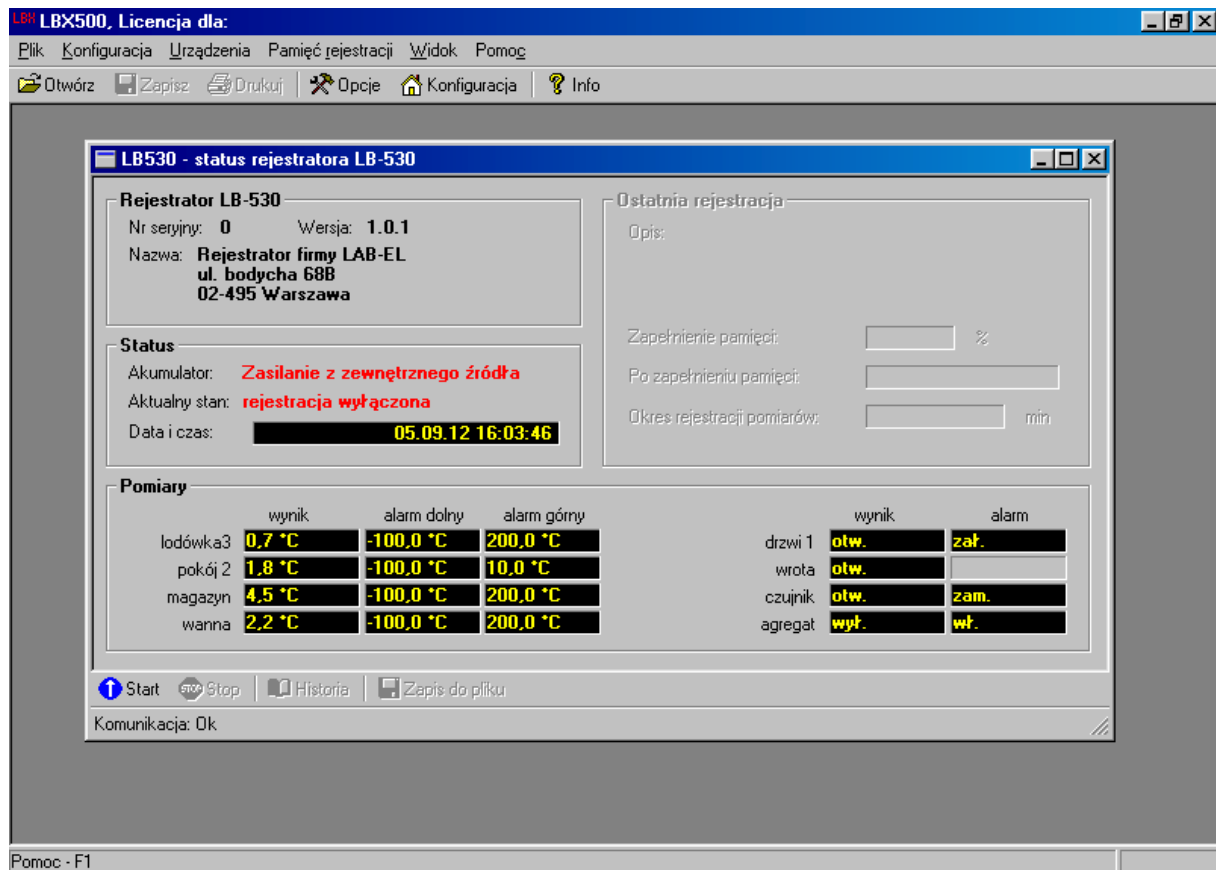 LBX LBX500, Licencja dla:
Plik Konfiguracja Urządzenia Pamięć rejestracji Widok Pomoc
Otwórz Zapisz Drukuj Opcje Konfiguracja ? Info
LB530 - status rejestratora LB-530
Rejestrator LB-530
Nr seryjny: 0 Wersja: 1.0.1
Nazwa: Rejestrator firmy LAB-EL
ul. bodycha 68B
02-495 Warszawa
Status
Akumulator: Zasilanie z zewnętrznego źródła
Aktualny stan: rejestracja wyłączona
Data i czas: 05.09.12 16:03:46
Ostatnia rejestracja
Opis:
Zapełnienie pamięci: %
Po zapełnieniu pamięci:
Okres rejestracji pomiarów: min
Pomiary
wynik alarm dolny alarm górny wynik alarm
lodówka3 0,7 °C -100,0 °C 200,0 °C drzwi 1 otw. zał.
pokój 2 1,8 °C -100,0 °C 10,0 °C wrota otw.
magazyn 4,5 °C -100,0 °C 200,0 °C czujnik otw. zam.
wanna 2,2 °C -100,0 °C 200,0 °C agregat wył. wł.
Start STOP Stop Historia Zapis do pliku
Komunikacja: Ok
Pomoc - F1